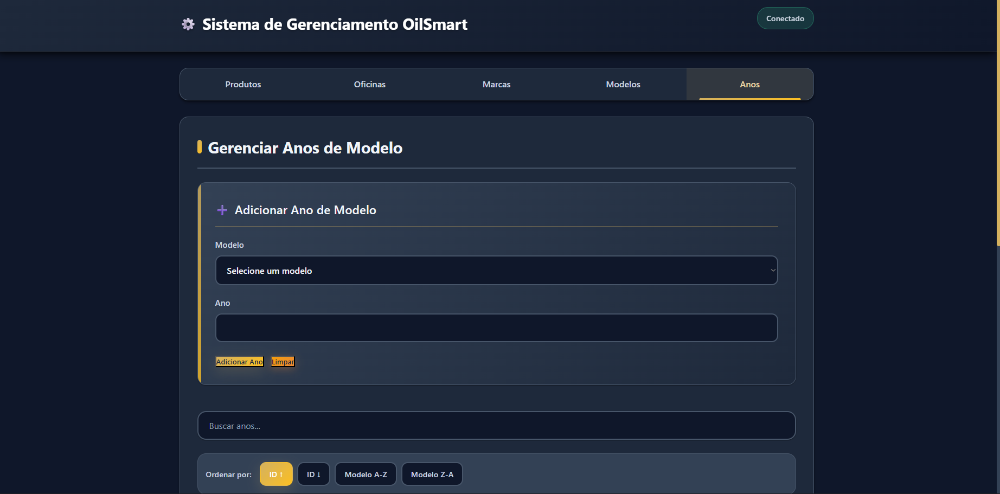 Sistema de Gerenciamento OilSmart
Conectado
Produtos
Oficinas
Marcas
Modelos
Anos
Gerenciar Anos de Modelo
Adicionar Ano de Modelo
Modelo
Selecione um modelo
Ano
Adicionar Ano
Limpar
Buscar anos...
Ordenar por:
ID ↑
ID ↓
Modelo A-Z
Modelo Z-A